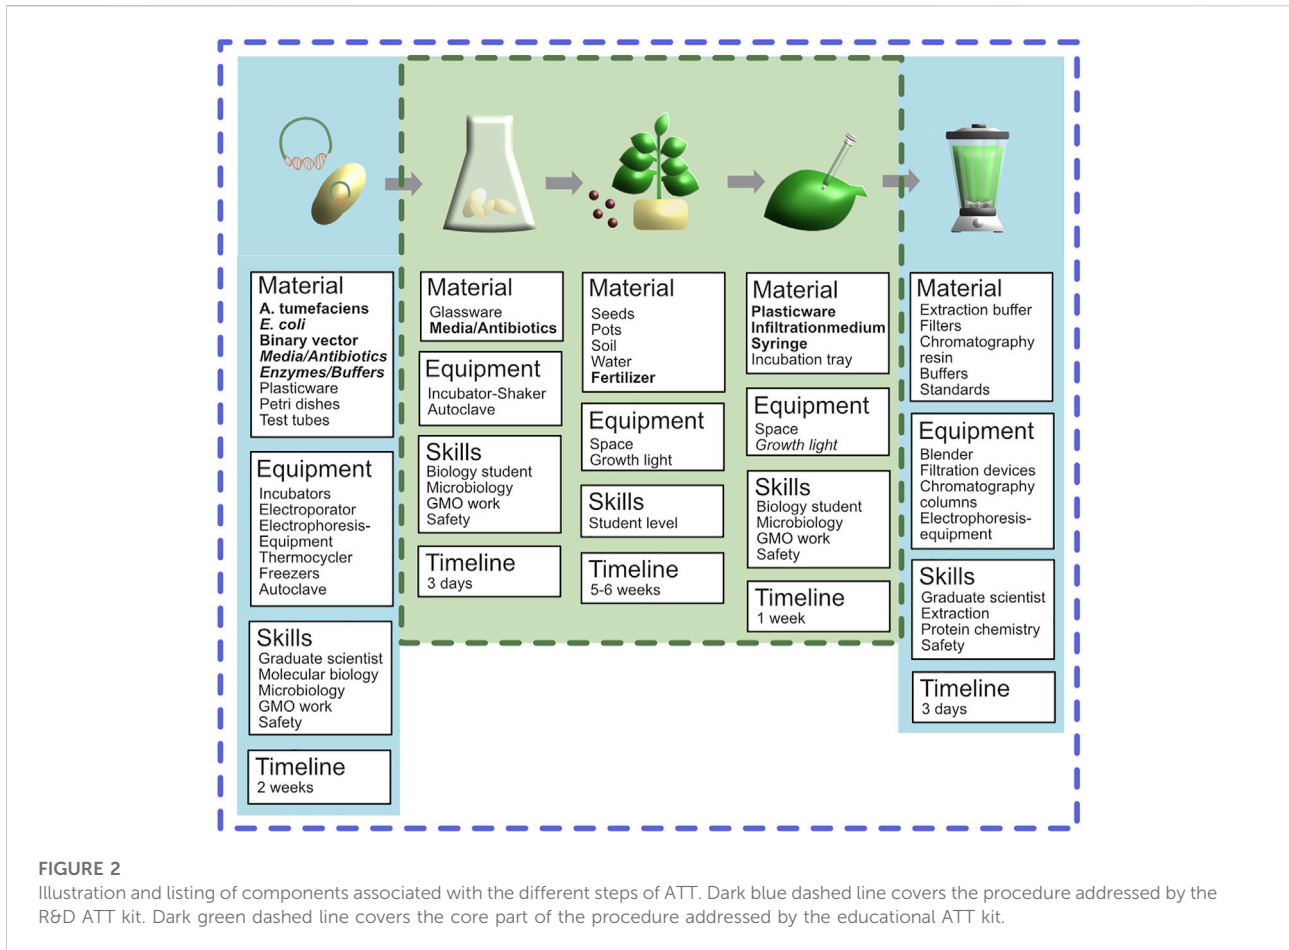 Material
A. tumefaciens
E. coli
Binary vector
Media/Antibiotics
Enzymes/Buffers
Plasticware
Petri dishes
Test tubes
Equipment
Incubators
Electroporator
Electrophoresis-
Equipment
Thermocycler
Freezers
Autoclave
Skills
Graduate scientist
Molecular biology
Microbiology
GMO work
Safety
Timeline
2 weeks
Material
Glassware
Media/Antibiotics
Equipment
Incubator-Shaker
Autoclave
Skills
Biology student
Microbiology
GMO work
Safety
Timeline
3 days
Material
Seeds
Pots
Soil
Water
Fertilizer
Equipment
Space
Growth light
Skills
Student level
Timeline
5-6 weeks
Material
Plasticware
Infiltrationmedium
Syringe
Incubation tray
Equipment
Space
Growth light
Skills
Biology student
Microbiology
GMO work
Safety
Timeline
1 week
Material
Extraction buffer
Filters
Chromatography
resin
Buffers
Standards
Equipment
Blender
Filtration devices
Chromatography
columns
Electrophoresis-
equipment
Skills
Graduate scientist
Extraction
Protein chemistry
Safety
Timeline
3 days
FIGURE 2
Illustration and listing of components associated with the different steps of ATT. Dark blue dashed line covers the procedure addressed by the
R&D ATT kit. Dark green dashed line covers the core part of the procedure addressed by the educational ATT kit.